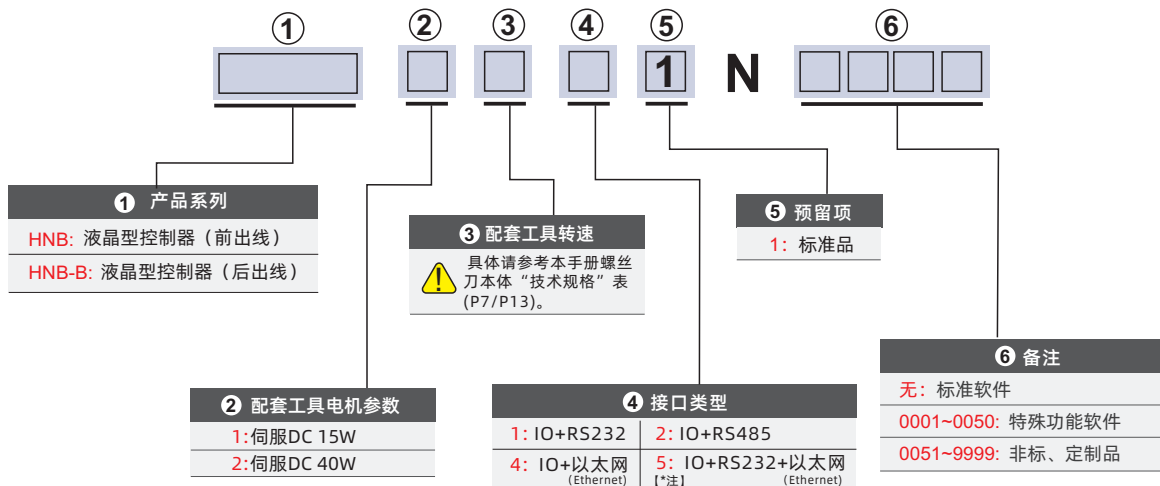 ① ② ③ ④ ⑤ ⑥
1 N
① 产品系列
HNB: 液晶型控制器（前出线）
HNB-B: 液晶型控制器（后出线）
③ 配套工具转速
具体请参考本手册螺丝
刀本体“技术规格”表
(P7/P13)。
⑤ 预留项
1: 标准品
② 配套工具电机参数
1:伺服DC 15W
2:伺服DC 40W
④ 接口类型
1: IO+RS232 2: IO+RS485
4: IO+以太网 5: IO+RS232+以太网
(Ethernet) 【*注】 (Ethernet)
⑥ 备注
无: 标准软件
0001~0050: 特殊功能软件
0051~9999: 非标、定制品